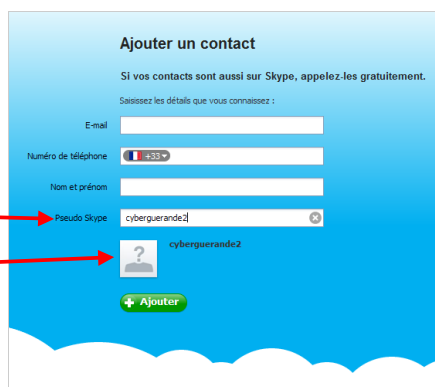 Ajouter un contact
Si vos contacts sont aussi sur Skype, appelez-les gratuitement.
Saisissez les détails que vous connaissez :
E-mail
Numéro de téléphone +33
Nom et prénom
Pseudo Skype cyberguerande2
cyberguerande2
Ajouter